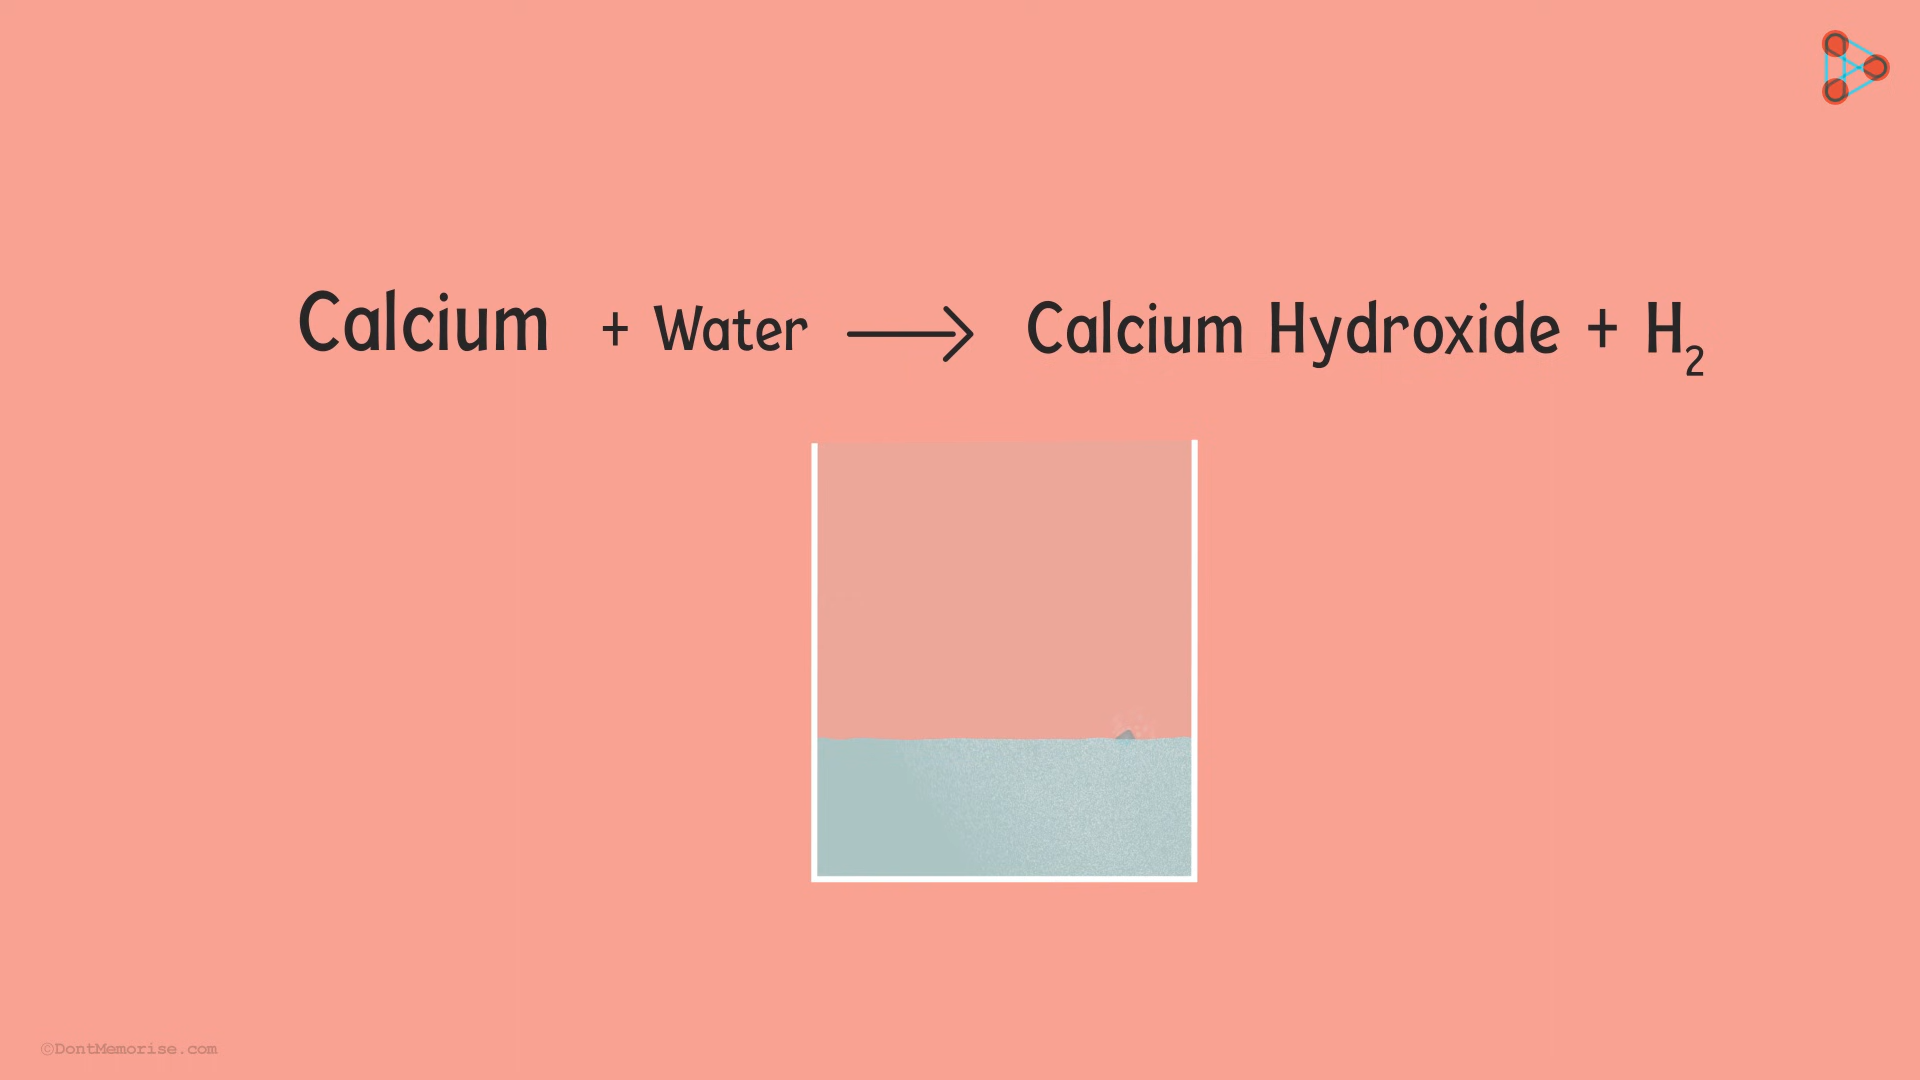 Calcium + Water → Calcium Hydroxide + H₂
©DontMemorise.com